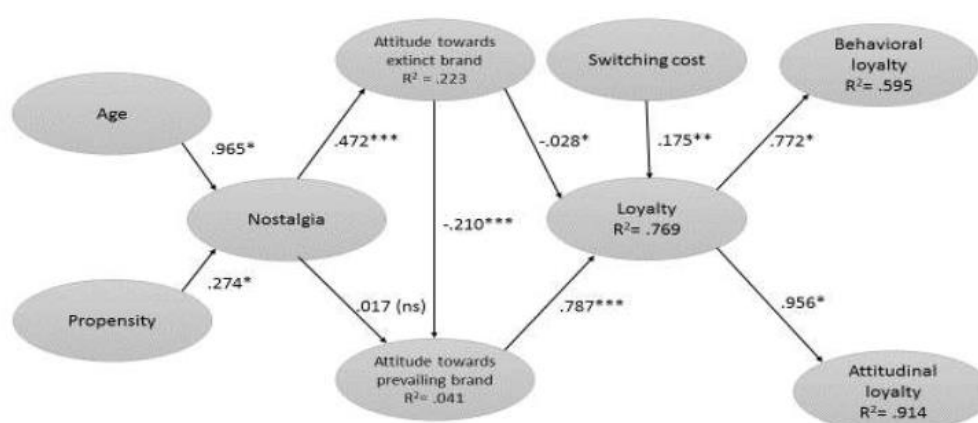 Attitude towards
extinct brand
R² = .223
Switching cost
Behavioral
loyalty
R²= .595
Age
.965*
.472***
-.028*
.175**
.772*
Nostalgia
-.210***
Loyalty
R²= .769
Propensity
.274*
.017 (ns)
.787***
.956*
Attitude towards
prevailing brand
R²= .041
Attitudinal
loyalty
R²= .914